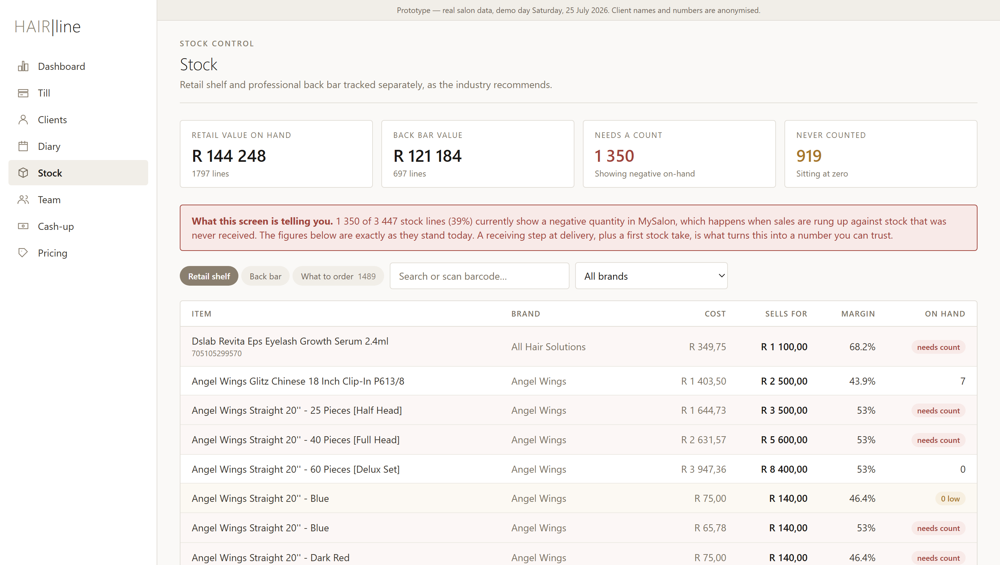 Prototype — real salon data, demo day Saturday, 25 July 2026. Client names and numbers are anonymised.
HAIR|line
Dashboard
Till
Clients
Diary
Stock
Team
Cash-up
Pricing
STOCK CONTROL
Stock
Retail shelf and professional back bar tracked separately, as the industry recommends.
RETAIL VALUE ON HAND
R 144 248
1797 lines
BACK BAR VALUE
R 121 184
697 lines
NEEDS A COUNT
1 350
Showing negative on-hand
NEVER COUNTED
919
Sitting at zero
What this screen is telling you. 1 350 of 3 447 stock lines (39%) currently show a negative quantity in MySalon, which happens when sales are rung up against stock that was
never received. The figures below are exactly as they stand today. A receiving step at delivery, plus a first stock take, is what turns this into a number you can trust.
Retail shelf Back bar What to order 1489 Search or scan barcode... All brands
ITEM BRAND COST SELLS FOR MARGIN ON HAND
Dslab Revita Eps Eyelash Growth Serum 2.4ml All Hair Solutions R 349,75 R 1 100,00 68.2% needs count
705105299570
Angel Wings Glitz Chinese 18 Inch Clip-In P613/8 Angel Wings R 1 403,50 R 2 500,00 43.9% 7
Angel Wings Straight 20'' - 25 Pieces [Half Head] Angel Wings R 1 644,73 R 3 500,00 53% needs count
Angel Wings Straight 20'' - 40 Pieces [Full Head] Angel Wings R 2 631,57 R 5 600,00 53% needs count
Angel Wings Straight 20'' - 60 Pieces [Delux Set] Angel Wings R 3 947,36 R 8 400,00 53% 0
Angel Wings Straight 20'' - Blue Angel Wings R 75,00 R 140,00 46.4% 0 low
Angel Wings Straight 20'' - Blue Angel Wings R 65,78 R 140,00 53% needs count
Angel Wings Straight 20'' - Dark Red Angel Wings R 75,00 R 140,00 46.4% needs count